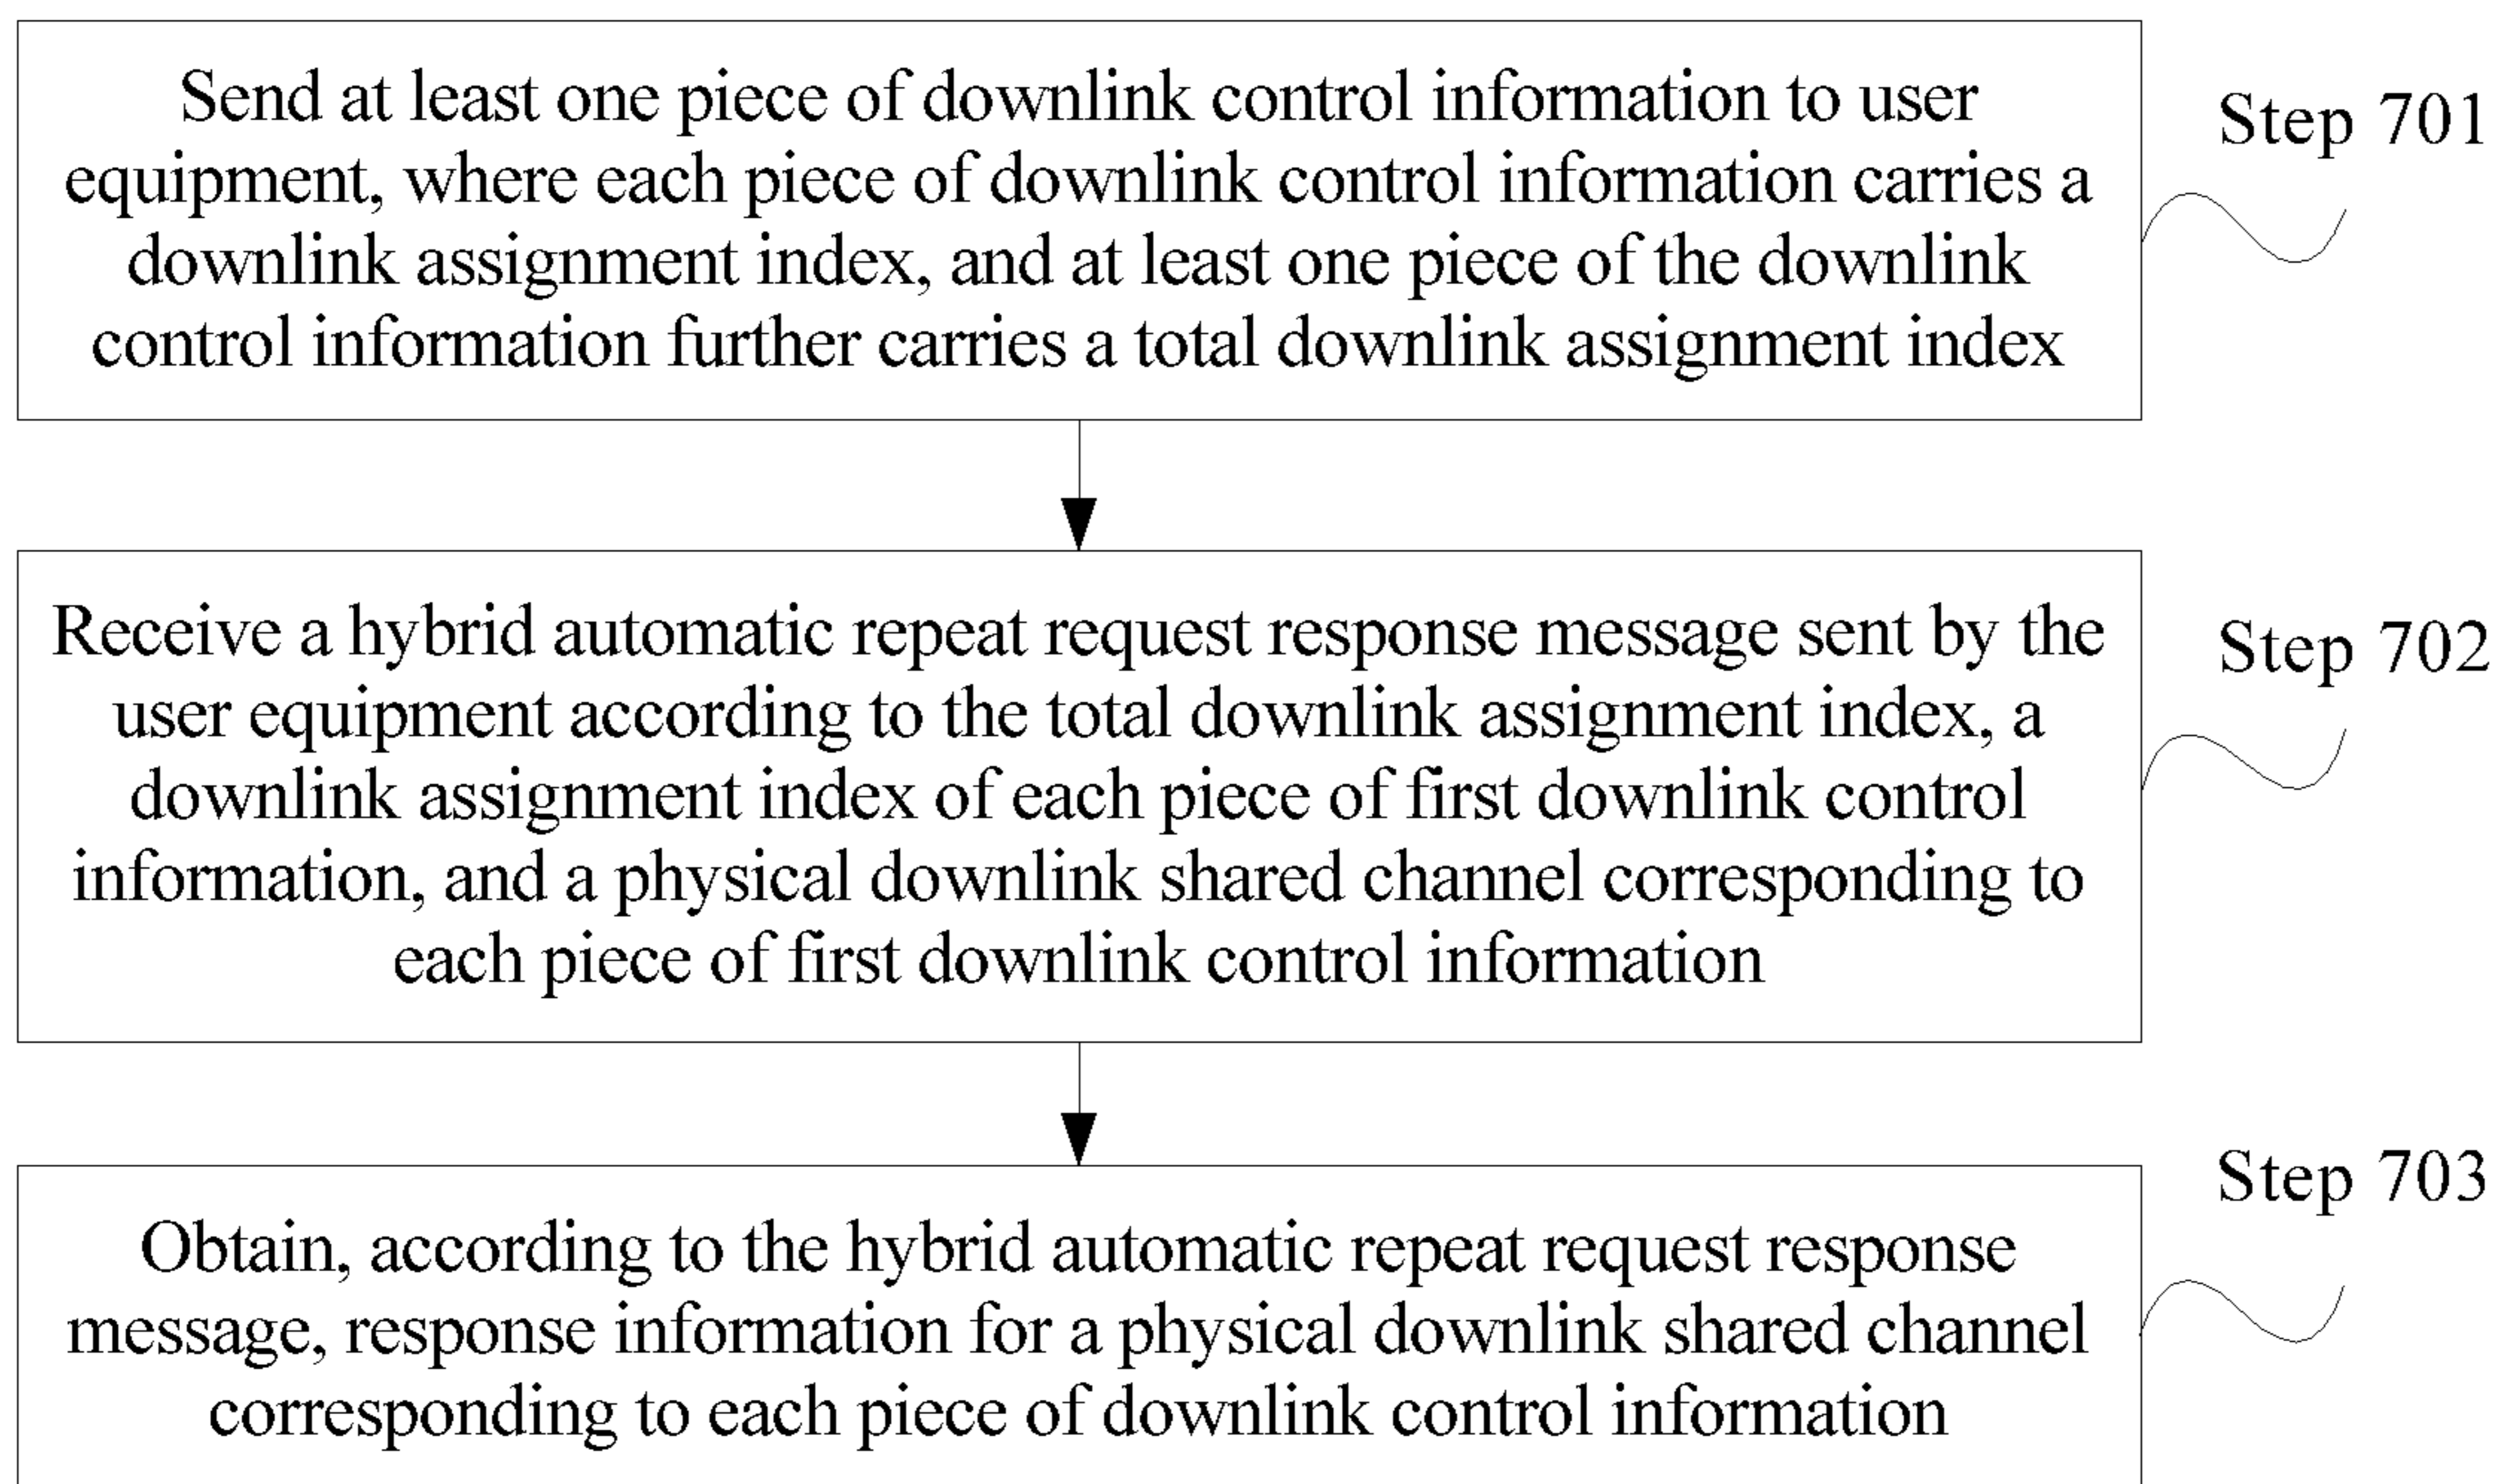 Send at least one piece of downlink control information to user
equipment, where each piece of downlink control information carries a
downlink assignment index, and at least one piece of the downlink
control information further carries a total downlink assignment index
Step 701
Receive a hybrid automatic repeat request response message sent by the
user equipment according to the total downlink assignment index, a
downlink assignment index of each piece of first downlink control
information, and a physical downlink shared channel corresponding to
each piece of first downlink control information
Step 702
Obtain, according to the hybrid automatic repeat request response
message, response information for a physical downlink shared channel
corresponding to each piece of downlink control information
Step 703